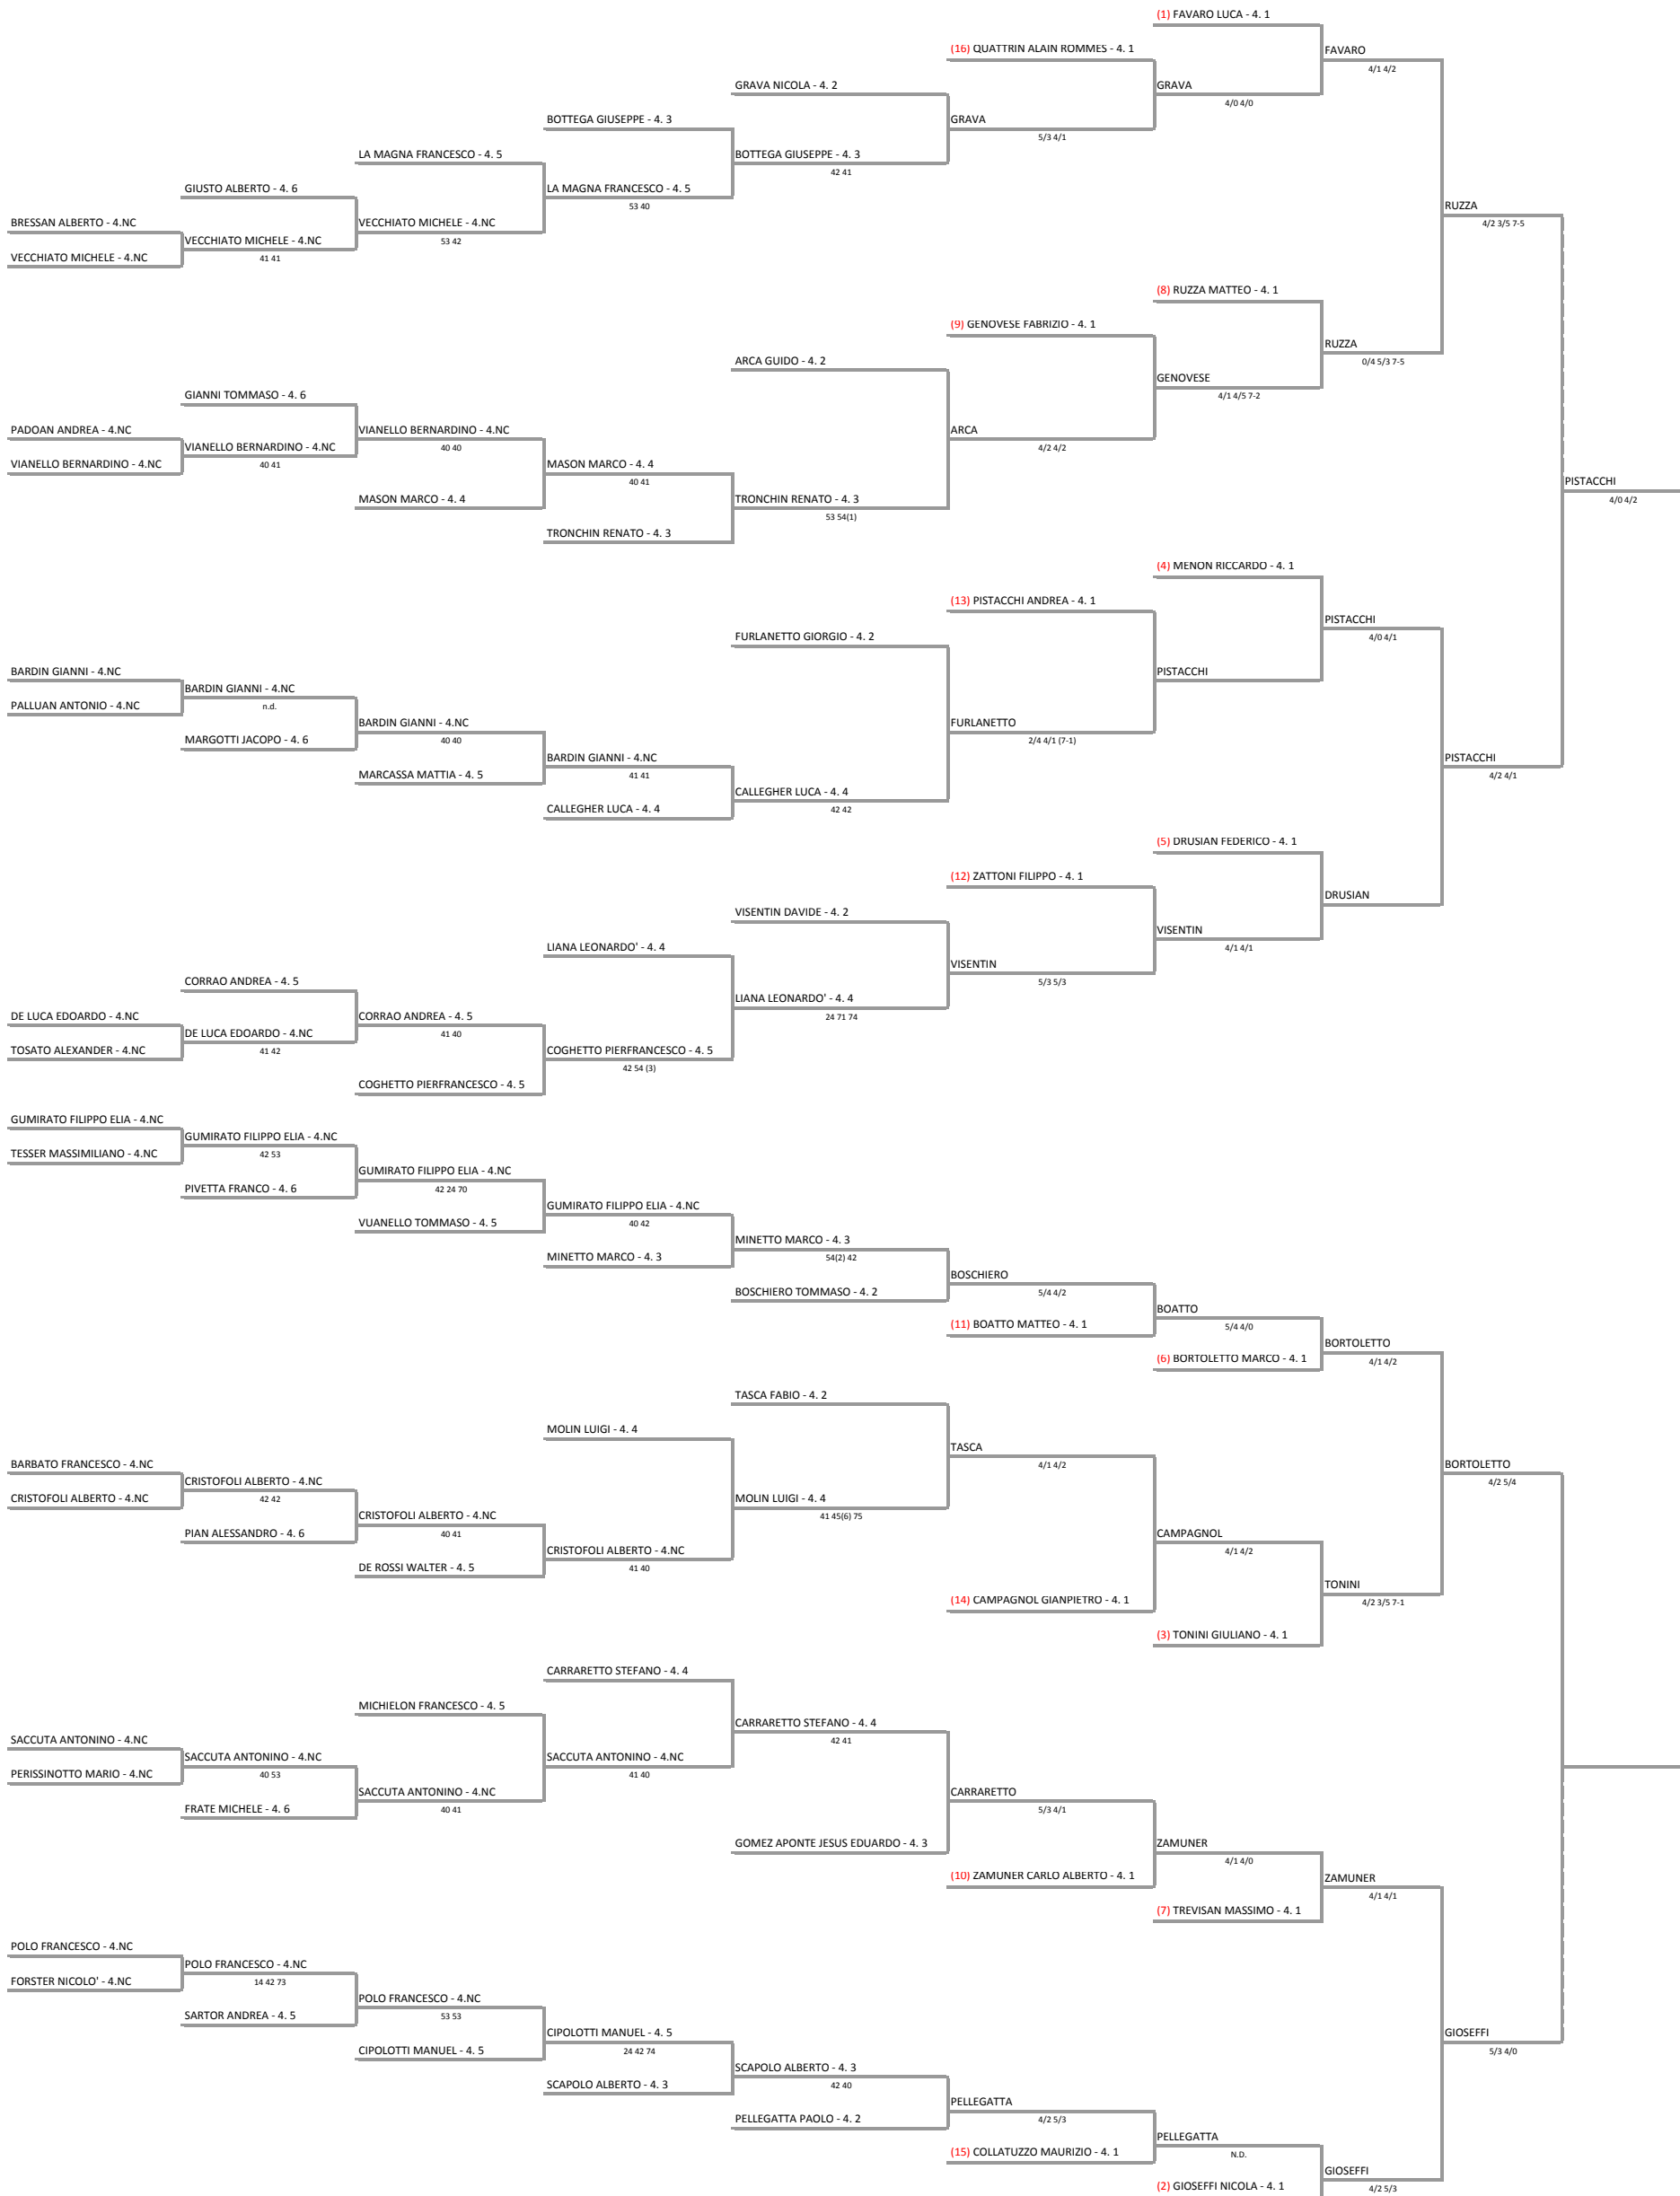 (1) FAVARO LUCA - 4. 1
(16) QUATTRIN ALAIN ROMMES - 4. 1
FAVARO
4/1 4/2
GRAVA NICOLA - 4. 2
GRAVA
4/0 4/0
BOTTEGA GIUSEPPE - 4. 3
GRAVA
5/3 4/1
LA MAGNA FRANCESCO - 4. 5
BOTTEGA GIUSEPPE - 4. 3
42 41
GIUSTO ALBERTO - 4. 6
LA MAGNA FRANCESCO - 4. 5
53 40
RUZZA
4/2 3/5 7-5
BRESSAN ALBERTO - 4.NC
VECCHIATO MICHELE - 4.NC
53 42
VECCHIATO MICHELE - 4.NC
41 41
VECCHIATO MICHELE - 4.NC
(8) RUZZA MATTEO - 4. 1
(9) GENOVESE FABRIZIO - 4. 1
RUZZA
0/4 5/3 7-5
ARCA GUIDO - 4. 2
GENOVESE
4/1 4/5 7-2
GIANNI TOMMASO - 4. 6
PADOAN ANDREA - 4.NC
VIANELLO BERNARDINO - 4.NC
40 40
ARCA
4/2 4/2
VIANELLO BERNARDINO - 4.NC
40 41
VIANELLO BERNARDINO - 4.NC
MASON MARCO - 4. 4
40 41
PISTACCHI
4/0 4/2
MASON MARCO - 4. 4
TRONCHIN RENATO - 4. 3
53 54(1)
TRONCHIN RENATO - 4. 3
(4) MENON RICCARDO - 4. 1
(13) PISTACCHI ANDREA - 4. 1
PISTACCHI
4/0 4/1
FURLANETTO GIORGIO - 4. 2
BARDIN GIANNI - 4.NC
PISTACCHI
BARDIN GIANNI - 4.NC
n.d.
PALLUAN ANTONIO - 4.NC
BARDIN GIANNI - 4.NC
40 40
FURLANETTO
2/4 4/1 (7-1)
MARGOTTI JACOPO - 4. 6
BARDIN GIANNI - 4.NC
41 41
PISTACCHI
4/2 4/1
MARCASSA MATTIA - 4. 5
CALLEGHER LUCA - 4. 4
42 42
CALLEGHER LUCA - 4. 4
(5) DRUSIAN FEDERICO - 4. 1
(12) ZATTONI FILIPPO - 4. 1
DRUSIAN
VISENTIN DAVIDE - 4. 2
VISENTIN
4/1 4/1
LIANA LEONARDO' - 4. 4
VISENTIN
5/3 5/3
CORRAO ANDREA - 4. 5
LIANA LEONARDO' - 4. 4
24 71 74
DE LUCA EDOARDO - 4.NC
CORRAO ANDREA - 4. 5
41 40
DE LUCA EDOARDO - 4.NC
41 42
TOSATO ALEXANDER - 4.NC
COGHETTO PIERFRANCESCO - 4. 5
42 54 (3)
COGHETTO PIERFRANCESCO - 4. 5
GUMIRATO FILIPPO ELIA - 4.NC
GUMIRATO FILIPPO ELIA - 4.NC
42 53
TESSER MASSIMILIANO - 4.NC
GUMIRATO FILIPPO ELIA - 4.NC
42 24 70
PIVETTA FRANCO - 4. 6
GUMIRATO FILIPPO ELIA - 4.NC
40 42
VUANELLO TOMMASO - 4. 5
MINETTO MARCO - 4. 3
54(2) 42
MINETTO MARCO - 4. 3
BOSCHIERO
5/4 4/2
BOSCHIERO TOMMASO - 4. 2
BOATTO
5/4 4/0
(11) BOATTO MATTEO - 4. 1
BORTOLETTO
4/1 4/2
(6) BORTOLETTO MARCO - 4. 1
TASCA FABIO - 4. 2
MOLIN LUIGI - 4. 4
TASCA
4/1 4/2
BARBATO FRANCESCO - 4.NC
BORTOLETTO
4/2 5/4
CRISTOFOLI ALBERTO - 4.NC
42 42
CRISTOFOLI ALBERTO - 4.NC
MOLIN LUIGI - 4. 4
41 45(6) 75
CRISTOFOLI ALBERTO - 4.NC
40 41
PIAN ALESSANDRO - 4. 6
CAMPAGNOL
4/1 4/2
CRISTOFOLI ALBERTO - 4.NC
41 40
DE ROSSI WALTER - 4. 5
TONINI
4/2 3/5 7-1
(14) CAMPAGNOL GIANPIETRO - 4. 1
(3) TONINI GIULIANO - 4. 1
CARRARETTO STEFANO - 4. 4
MICHIELON FRANCESCO - 4. 5
CARRARETTO STEFANO - 4. 4
42 41
SACCUTA ANTONINO - 4.NC
SACCUTA ANTONINO - 4.NC
40 53
SACCUTA ANTONINO - 4.NC
41 40
PERISSINOTTO MARIO - 4.NC
SACCUTA ANTONINO - 4.NC
40 41
CARRARETTO
5/3 4/1
FRATE MICHELE - 4. 6
GOMEZ APONTE JESUS EDUARDO - 4. 3
ZAMUNER
4/1 4/0
(10) ZAMUNER CARLO ALBERTO - 4. 1
ZAMUNER
4/1 4/1
(7) TREVISAN MASSIMO - 4. 1
POLO FRANCESCO - 4.NC
POLO FRANCESCO - 4.NC
14 42 73
FORSTER NICOLO' - 4.NC
POLO FRANCESCO - 4.NC
53 53
SARTOR ANDREA - 4. 5
CIPOLOTTI MANUEL - 4. 5
24 42 74
GIOSEFFI
5/3 4/0
CIPOLOTTI MANUEL - 4. 5
SCAPOLO ALBERTO - 4. 3
42 40
SCAPOLO ALBERTO - 4. 3
PELLEGATTA
4/2 5/3
PELLEGATTA PAOLO - 4. 2
PELLEGATTA
N.D.
(15) COLLATUZZO MAURIZIO - 4. 1
GIOSEFFI
4/2 5/3
(2) GIOSEFFI NICOLA - 4. 1